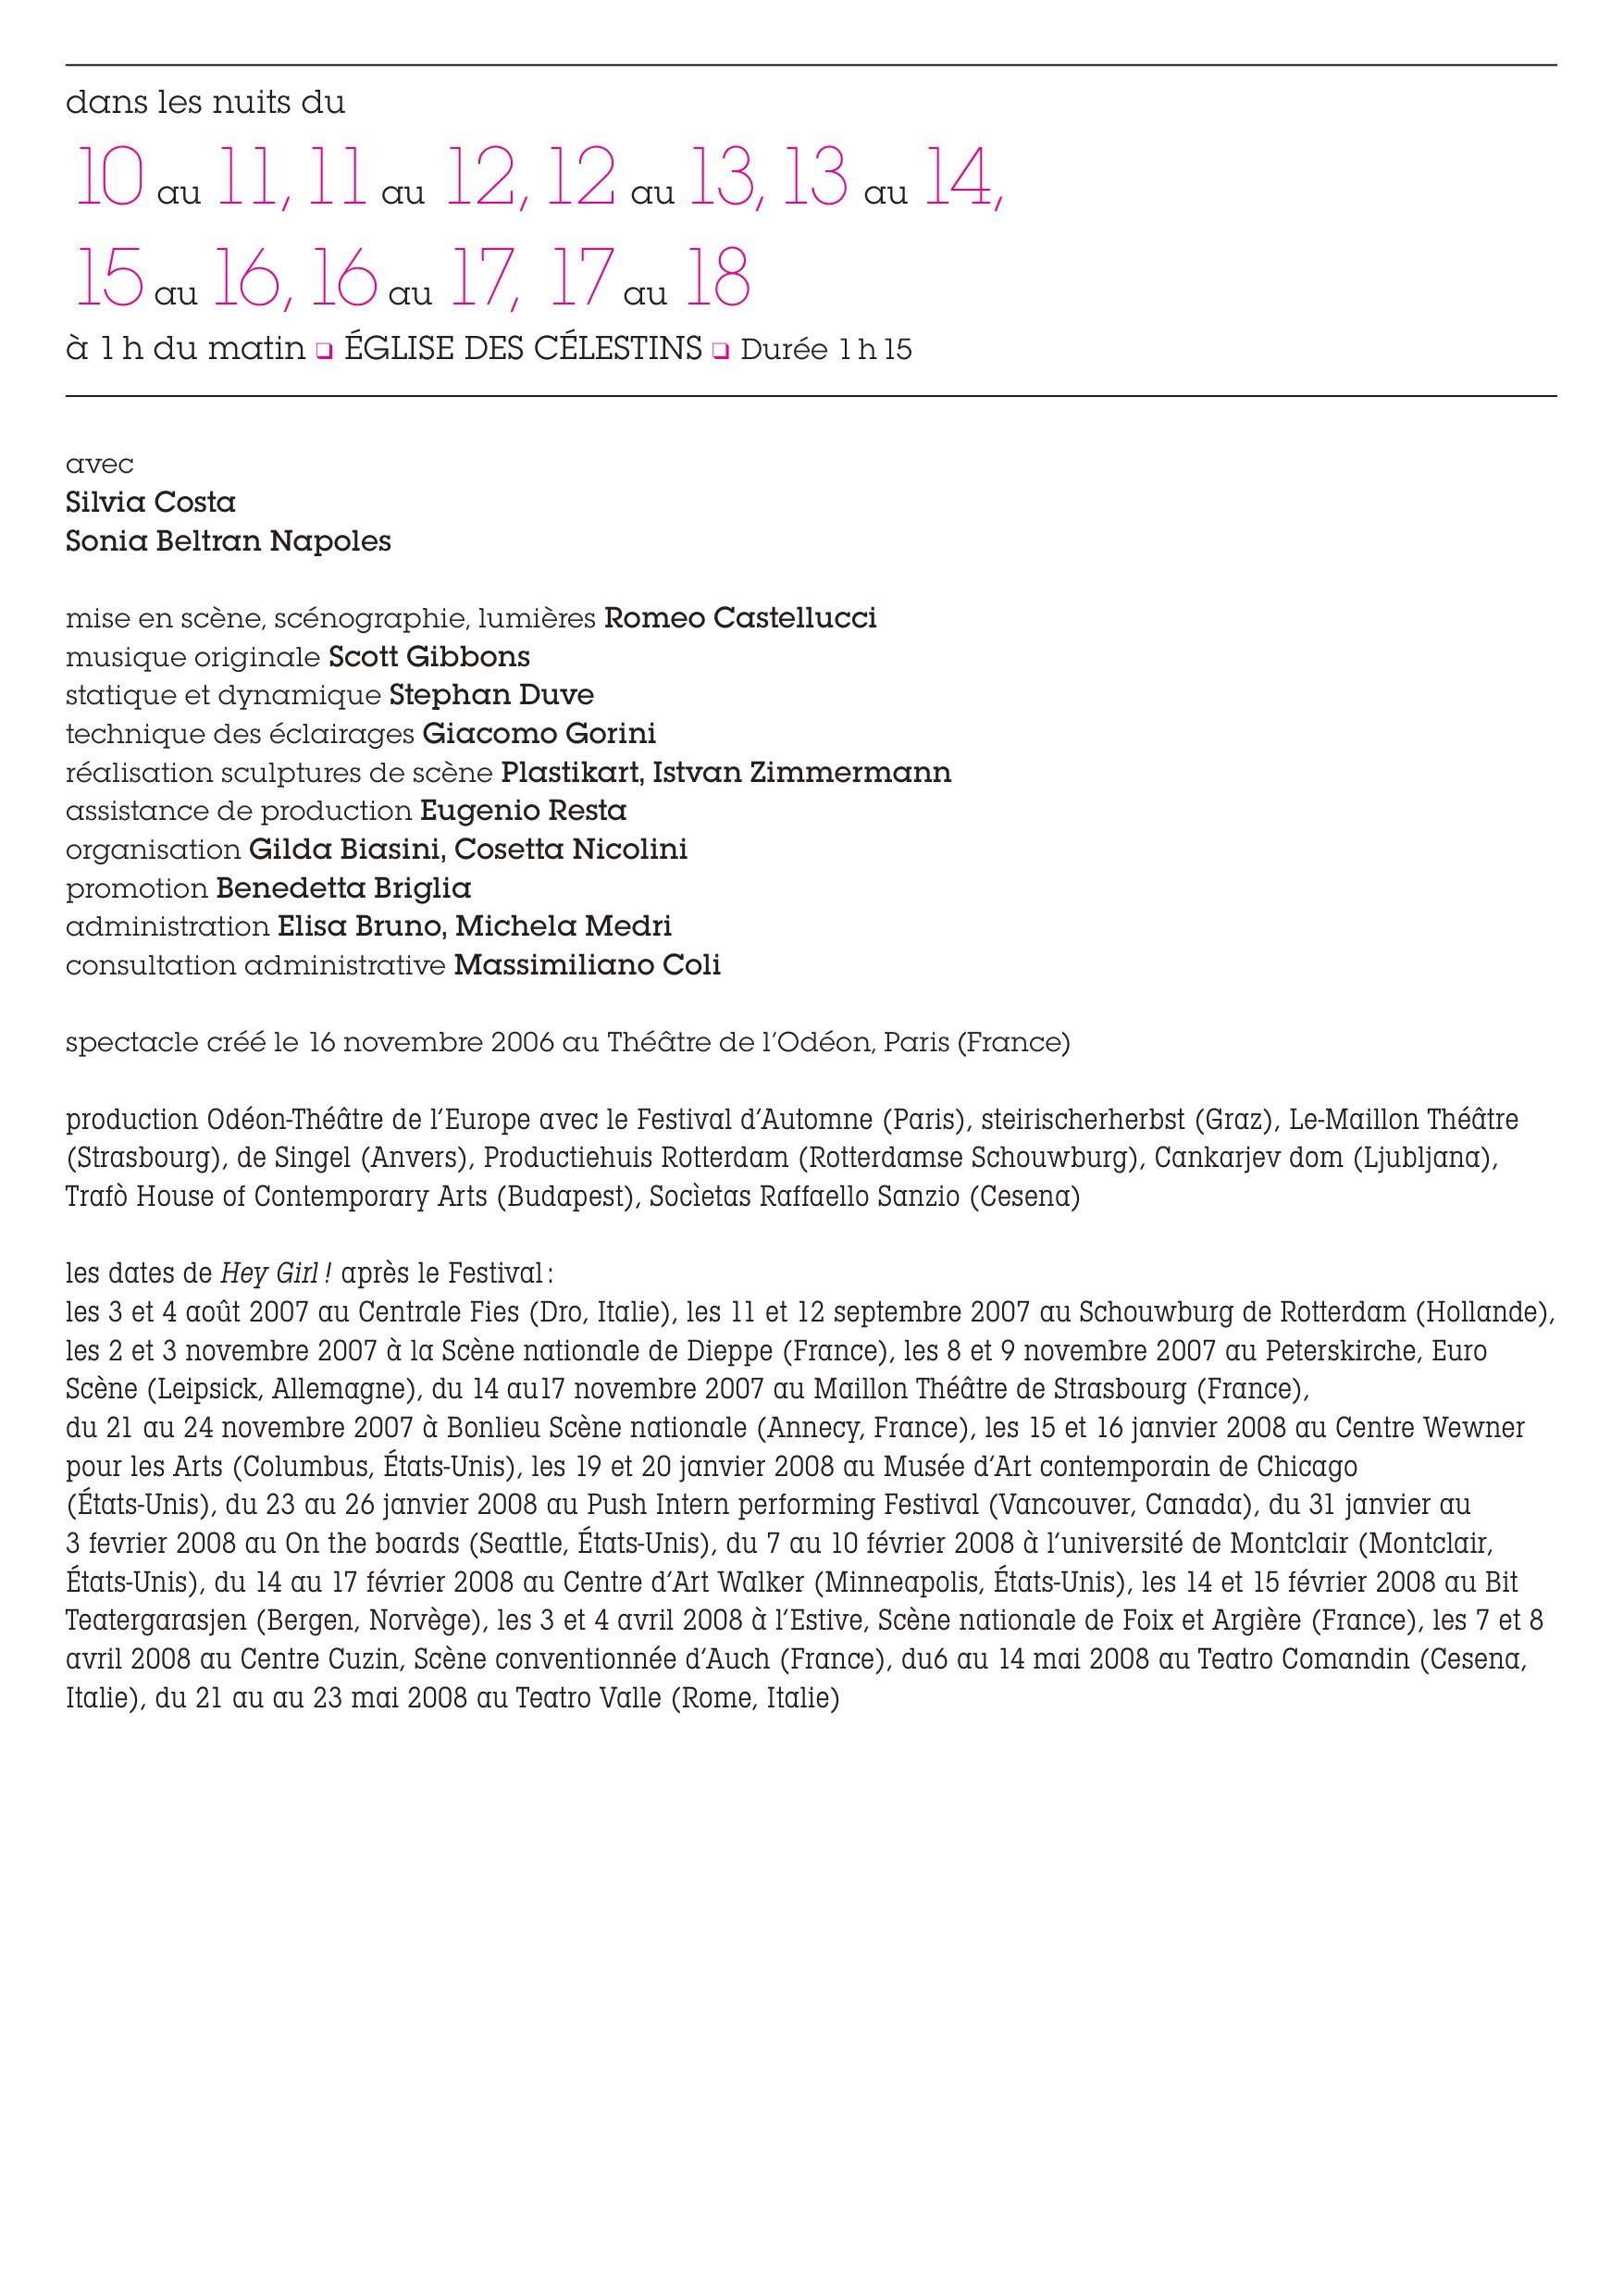 dans les nuits du
10 au 11, 11 au 12, 12 au 13, 13 au 14,
15 au 16, 16 au 17, 17 au 18
à 1 h du matin ❑ ÉGLISE DES CÉLESTINS ❑ Durée 1 h 15
avec
Silvia Costa
Sonia Beltran Napoles
mise en scène, scénographie, lumières Romeo Castellucci
musique originale Scott Gibbons
statique et dynamique Stephan Duve
technique des éclairages Giacomo Gorini
réalisation sculptures de scène Plastikart, Istvan Zimmermann
assistance de production Eugenio Resta
organisation Gilda Biasini, Cosetta Nicolini
promotion Benedetta Briglia
administration Elisa Bruno, Michela Medri
consultation administrative Massimiliano Coli
spectacle créé le 16 novembre 2006 au Théâtre de l’Odéon, Paris (France)
production Odéon-Théâtre de l’Europe avec le Festival d’Automne (Paris), steirischerherbst (Graz), Le-Maillon Théâtre
(Strasbourg), de Singel (Anvers), Productiehuis Rotterdam (Rotterdamse Schouwburg), Cankarjev dom (Ljubljana),
Trafò House of Contemporary Arts (Budapest), Socìetas Raffaello Sanzio (Cesena)
les dates de Hey Girl ! après le Festival :
les 3 et 4 août 2007 au Centrale Fies (Dro, Italie), les 11 et 12 septembre 2007 au Schouwburg de Rotterdam (Hollande),
les 2 et 3 novembre 2007 à la Scène nationale de Dieppe (France), les 8 et 9 novembre 2007 au Peterskirche, Euro
Scène (Leipsick, Allemagne), du 14 au17 novembre 2007 au Maillon Théâtre de Strasbourg (France),
du 21 au 24 novembre 2007 à Bonlieu Scène nationale (Annecy, France), les 15 et 16 janvier 2008 au Centre Wewner
pour les Arts (Columbus, États-Unis), les 19 et 20 janvier 2008 au Musée d’Art contemporain de Chicago
(États-Unis), du 23 au 26 janvier 2008 au Push Intern performing Festival (Vancouver, Canada), du 31 janvier au
3 fevrier 2008 au On the boards (Seattle, États-Unis), du 7 au 10 février 2008 à l’université de Montclair (Montclair,
États-Unis), du 14 au 17 février 2008 au Centre d’Art Walker (Minneapolis, États-Unis), les 14 et 15 février 2008 au Bit
Teatergarasjen (Bergen, Norvège), les 3 et 4 avril 2008 à l’Estive, Scène nationale de Foix et Argière (France), les 7 et 8
avril 2008 au Centre Cuzin, Scène conventionnée d’Auch (France), du6 au 14 mai 2008 au Teatro Comandin (Cesena,
Italie), du 21 au au 23 mai 2008 au Teatro Valle (Rome, Italie)